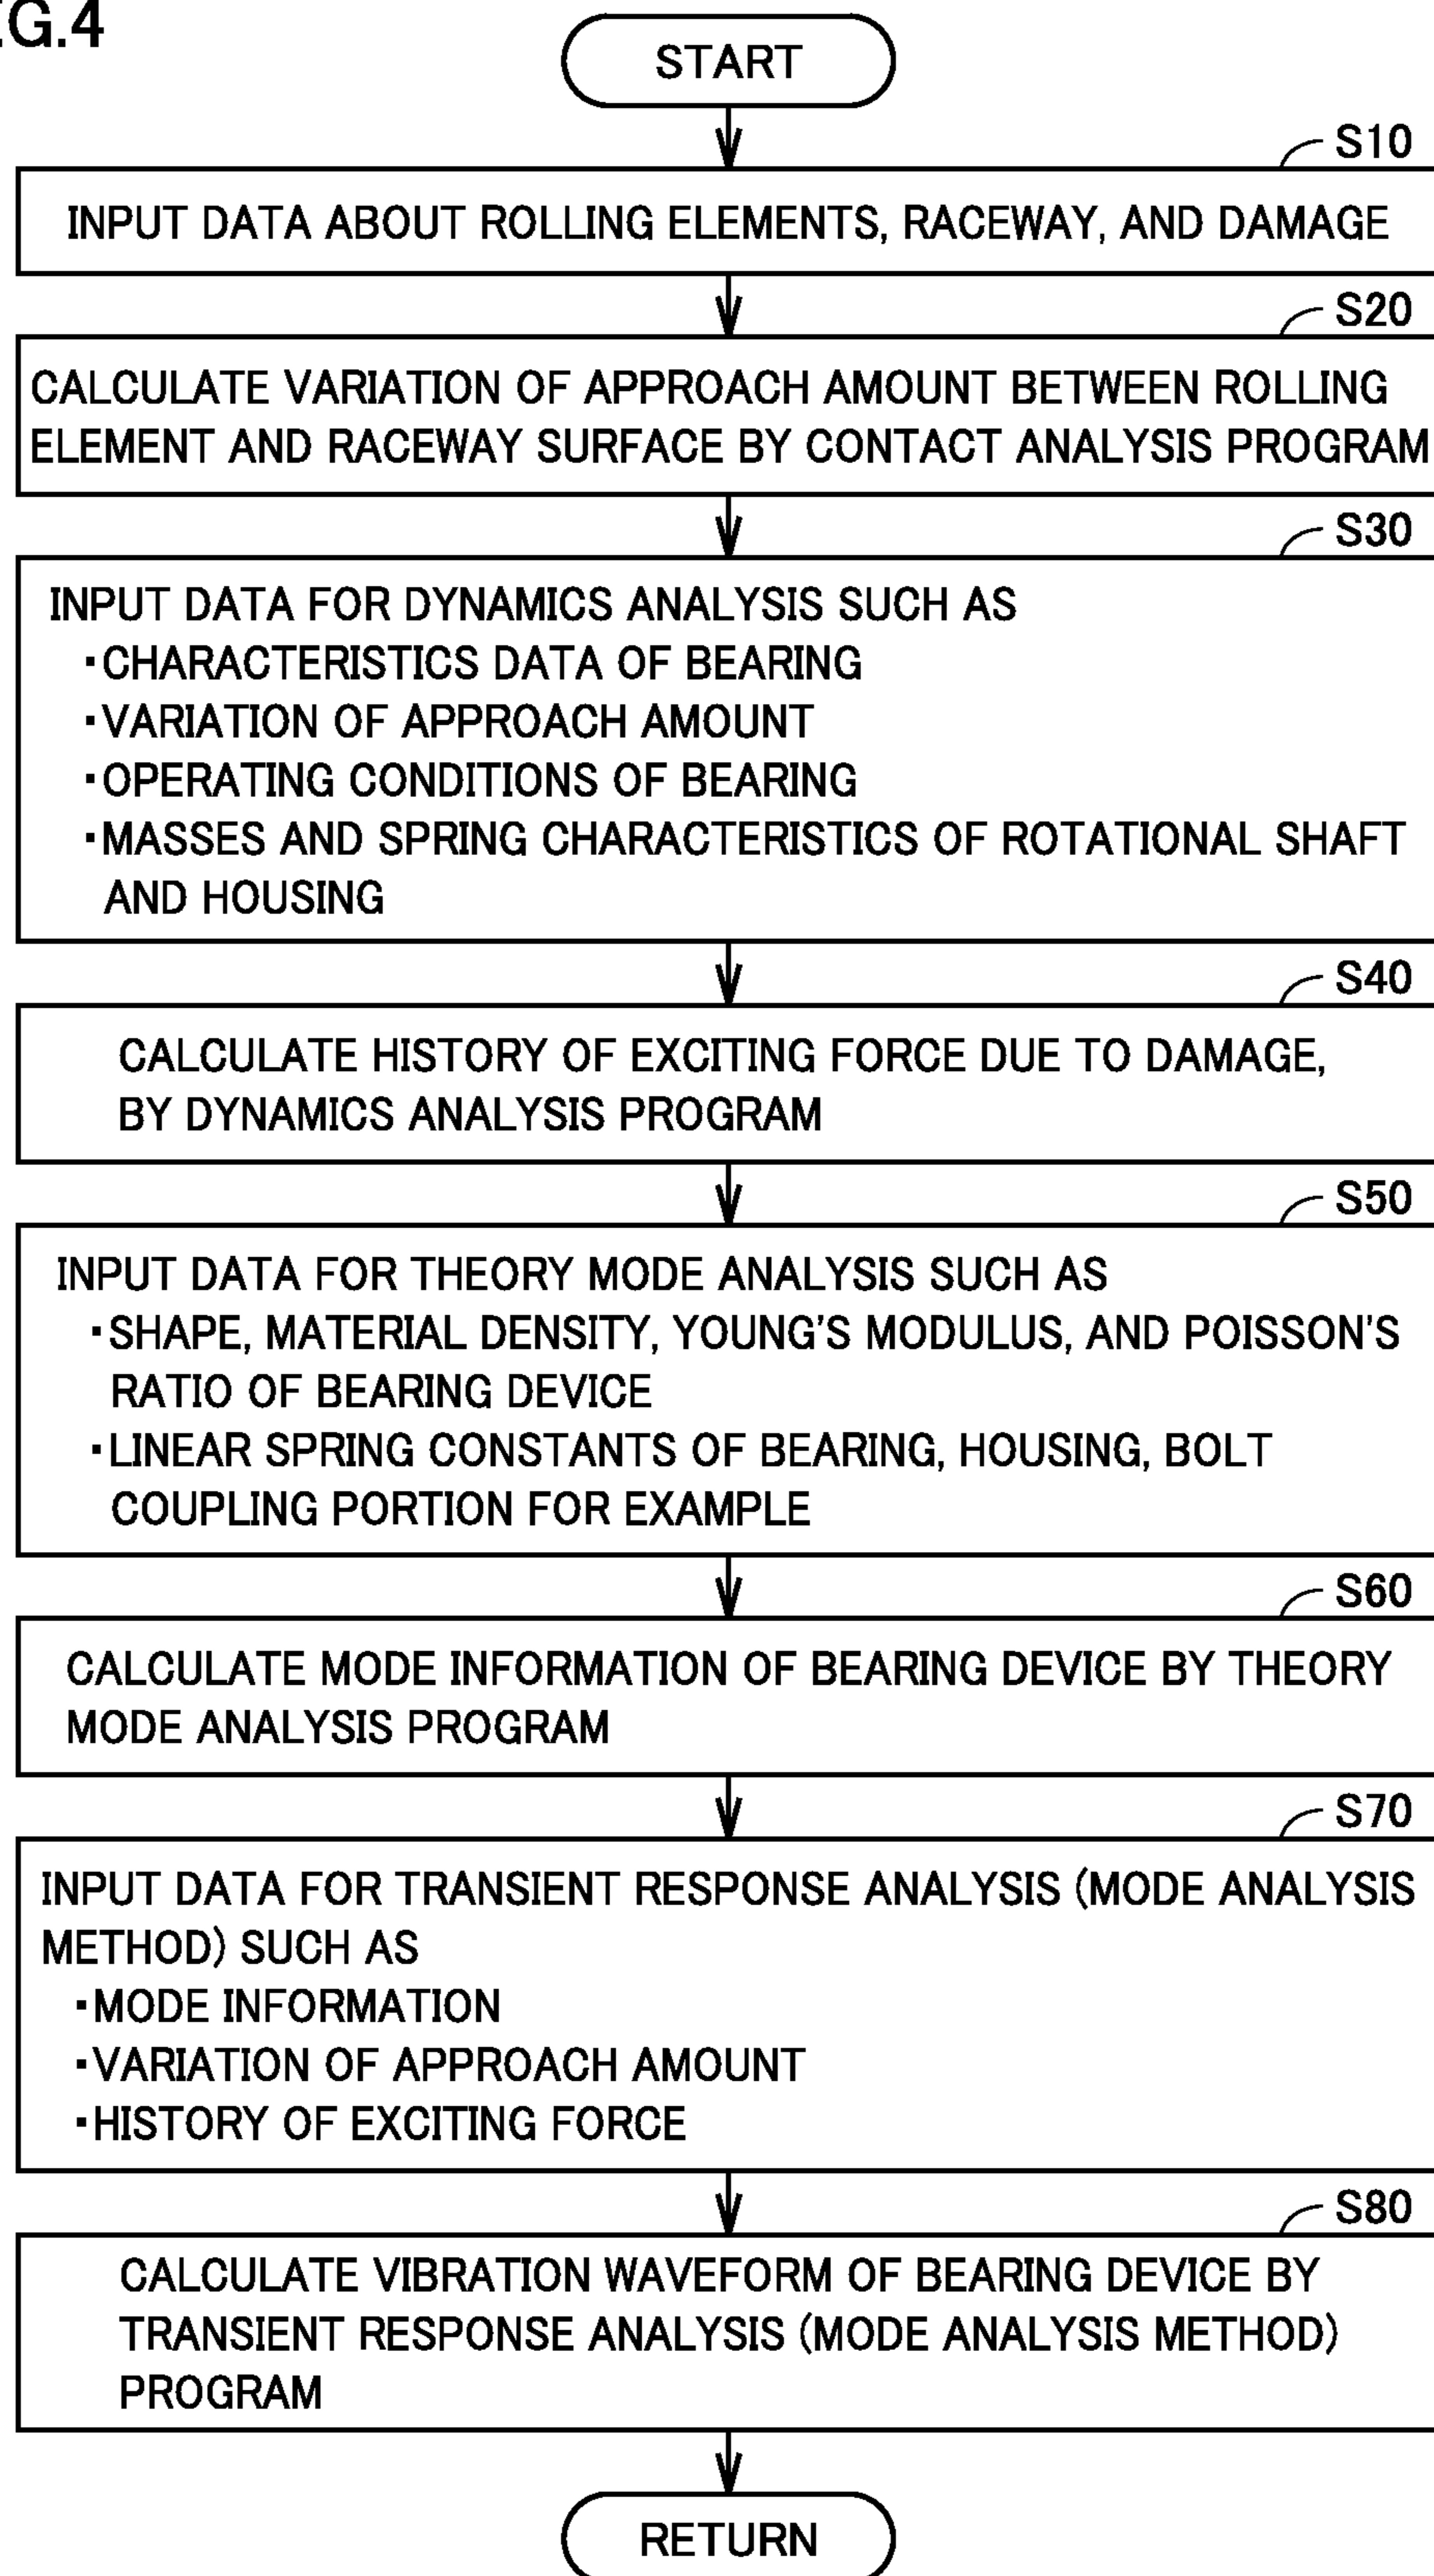 G.4
START
S10
INPUT DATA ABOUT ROLLING ELEMENTS, RACEWAY, AND DAMAGE
S20
CALCULATE VARIATION OF APPROACH AMOUNT BETWEEN ROLLING
ELEMENT AND RACEWAY SURFACE BY CONTACT ANALYSIS PROGRAM
S30
INPUT DATA FOR DYNAMICS ANALYSIS SUCH AS
・CHARACTERISTICS DATA OF BEARING
・VARIATION OF APPROACH AMOUNT
・OPERATING CONDITIONS OF BEARING
・MASSES AND SPRING CHARACTERISTICS OF ROTATIONAL SHAFT
AND HOUSING
S40
CALCULATE HISTORY OF EXCITING FORCE DUE TO DAMAGE,
BY DYNAMICS ANALYSIS PROGRAM
S50
INPUT DATA FOR THEORY MODE ANALYSIS SUCH AS
・SHAPE, MATERIAL DENSITY, YOUNG'S MODULUS, AND POISSON'S
RATIO OF BEARING DEVICE
・LINEAR SPRING CONSTANTS OF BEARING, HOUSING, BOLT
COUPLING PORTION FOR EXAMPLE
S60
CALCULATE MODE INFORMATION OF BEARING DEVICE BY THEORY
MODE ANALYSIS PROGRAM
S70
INPUT DATA FOR TRANSIENT RESPONSE ANALYSIS (MODE ANALYSIS
METHOD) SUCH AS
・MODE INFORMATION
・VARIATION OF APPROACH AMOUNT
・HISTORY OF EXCITING FORCE
S80
CALCULATE VIBRATION WAVEFORM OF BEARING DEVICE BY
TRANSIENT RESPONSE ANALYSIS (MODE ANALYSIS METHOD)
PROGRAM
RETURN